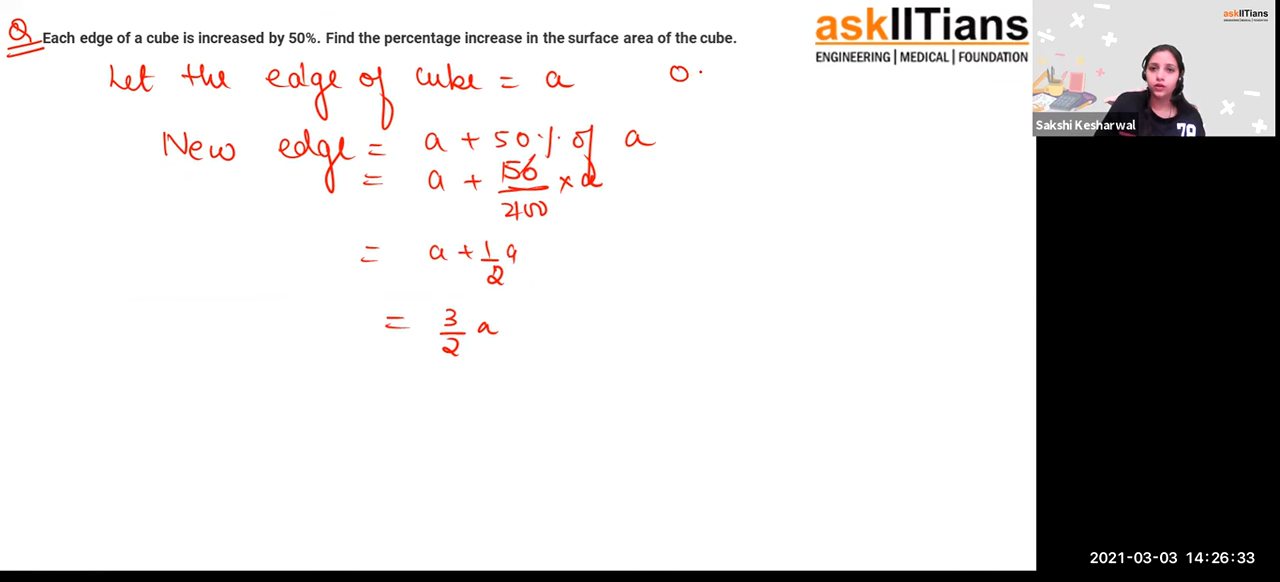 Q Each edge of a cube is increased by 50%. Find the percentage increase in the surface area of the cube.
askIITians
ENGINEERING | MEDICAL | FOUNDATION
askIITians
Let the edge of cube = a O.
New edge = a + 50% of a
= a + 150/2100 × a
= a + 1/2 a
= 3/2 a
Sakshi Kesharwal
79
2021-03-03 14:26:33